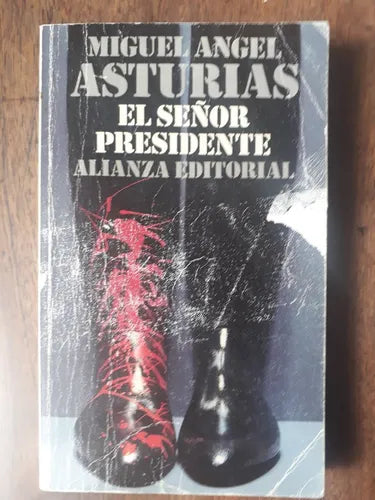 MIGUEL ANGEL
ASTURIAS
EL SEÑOR
PRESIDENTE
ALIANZA EDITORIAL